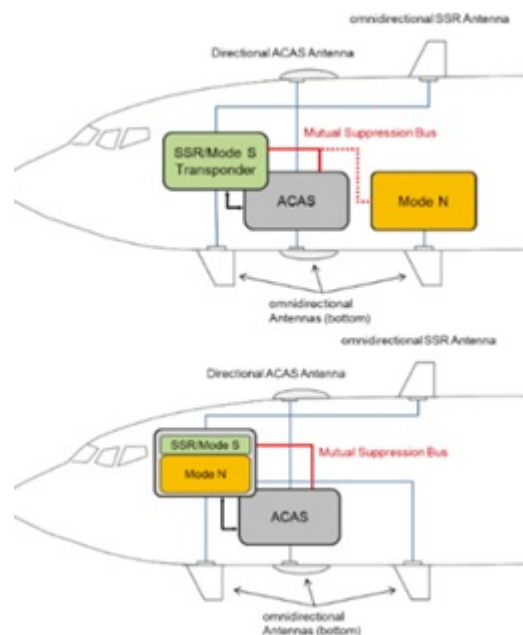 omnidirectional SSR Antenna
Directional ACAS Antenna
Mutual Suppression Bus
SSR/Mode S
Transponder
ACAS
Mode N
omnidirectional
Antennas (bottom)
omnidirectional SSR Antenna
Directional ACAS Antenna
SSR/Mode S
Mutual Suppression Bus
Mode N
ACAS
omnidirectional
Antennas (bottom)